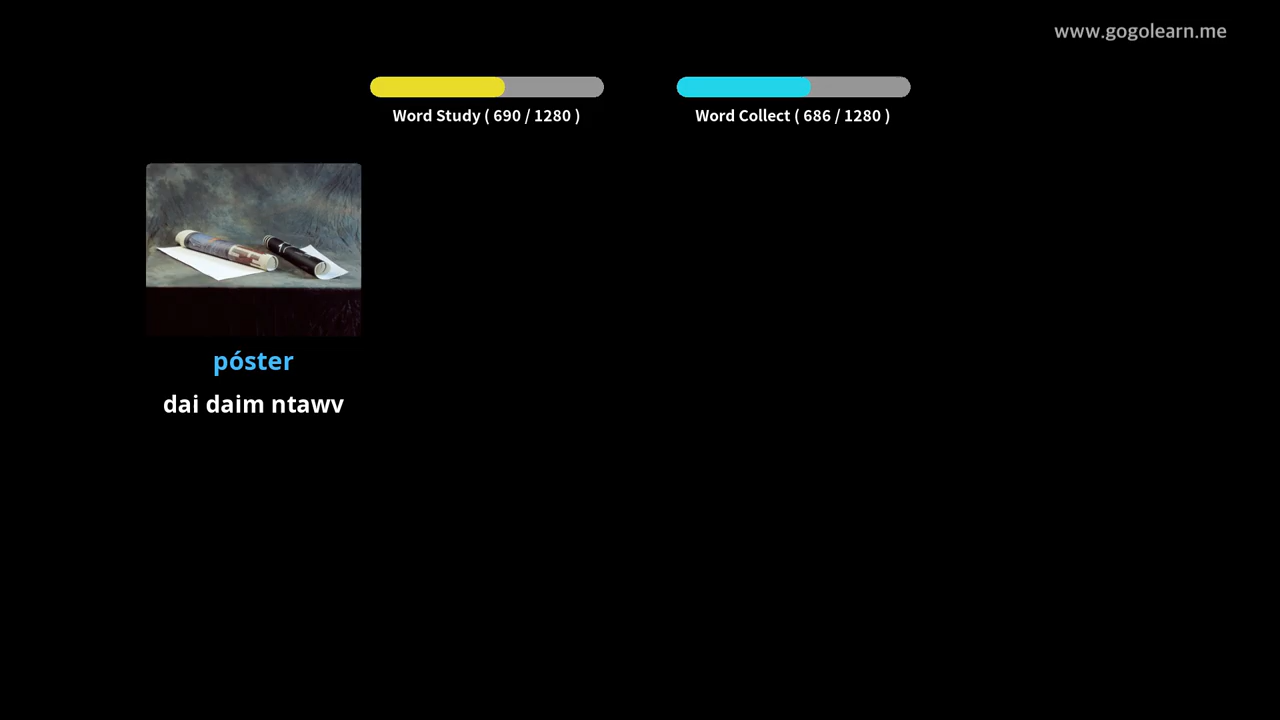 www.gogolearn.me
Word Study ( 690 / 1280 )
Word Collect ( 686 / 1280 )
póster
dai daim ntawv